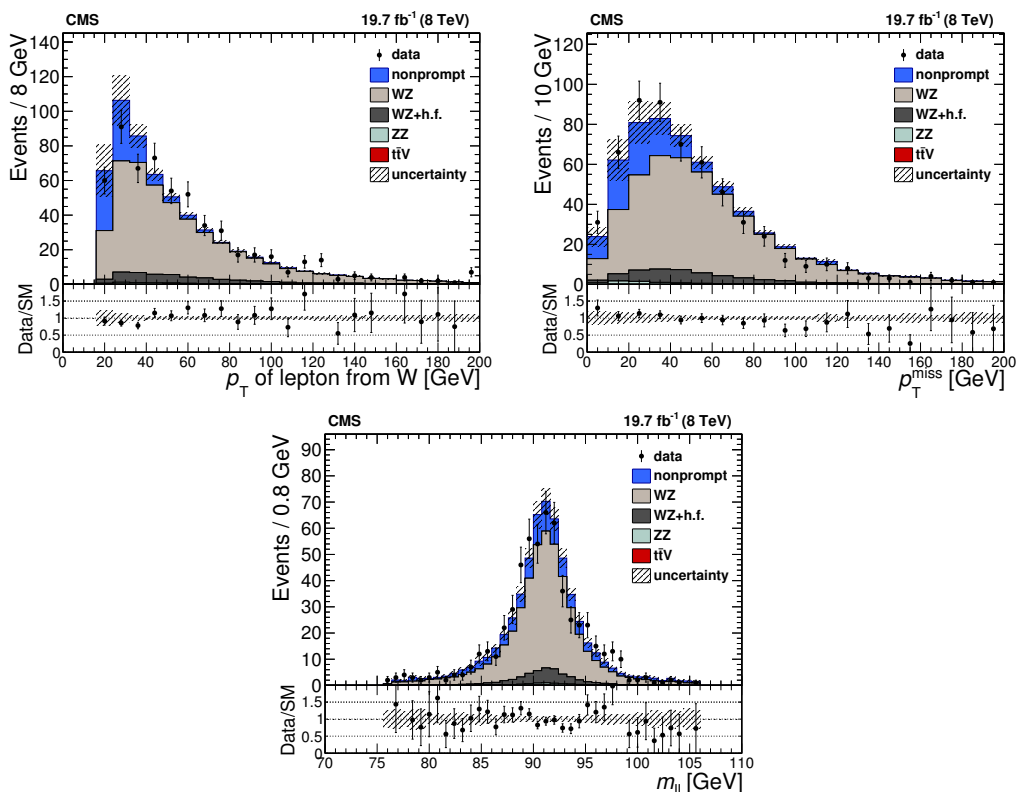 CMS 19.7 fb⁻¹ (8 TeV)
Events / 8 GeV
140
120
100
80
60
40
20
0
data
nonprompt
WZ
WZ+h.f.
ZZ
tt̄V
uncertainty
Data/SM
1.5
1
0.5
0 20 40 60 80 100 120 140 160 180 200
p_T of lepton from W [GeV]
CMS 19.7 fb⁻¹ (8 TeV)
Events / 10 GeV
120
100
80
60
40
20
0
data
nonprompt
WZ
WZ+h.f.
ZZ
tt̄V
uncertainty
Data/SM
1.5
1
0.5
0 20 40 60 80 100 120 140 160 180 200
p_T^miss [GeV]
CMS 19.7 fb⁻¹ (8 TeV)
Events / 0.8 GeV
90
80
70
60
50
40
30
20
10
0
data
nonprompt
WZ
WZ+h.f.
ZZ
tt̄V
uncertainty
Data/SM
1.5
1
0.5
70 75 80 85 90 95 100 105 110
m_ll [GeV]